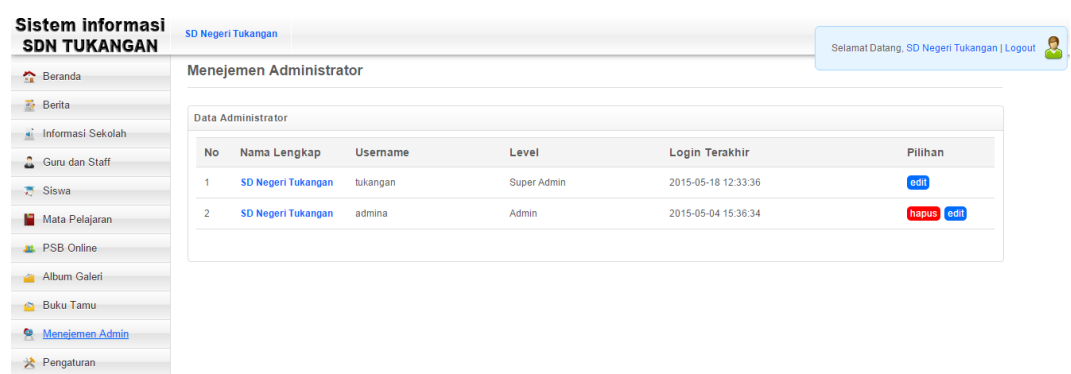 Sistem informasi
SDN TUKANGAN
SD Negeri Tukangan
Selamat Datang, SD Negeri Tukangan | Logout
Beranda
Berita
Informasi Sekolah
Guru dan Staff
Siswa
Mata Pelajaran
PSB Online
Album Galeri
Buku Tamu
Menejemen Admin
Pengaturan
Menejemen Administrator
Data Administrator
No Nama Lengkap Username Level Login Terakhir Pilihan
1 SD Negeri Tukangan tukangan Super Admin 2015-05-18 12:33:36 edit
2 SD Negeri Tukangan admina Admin 2015-05-04 15:36:34 hapus edit